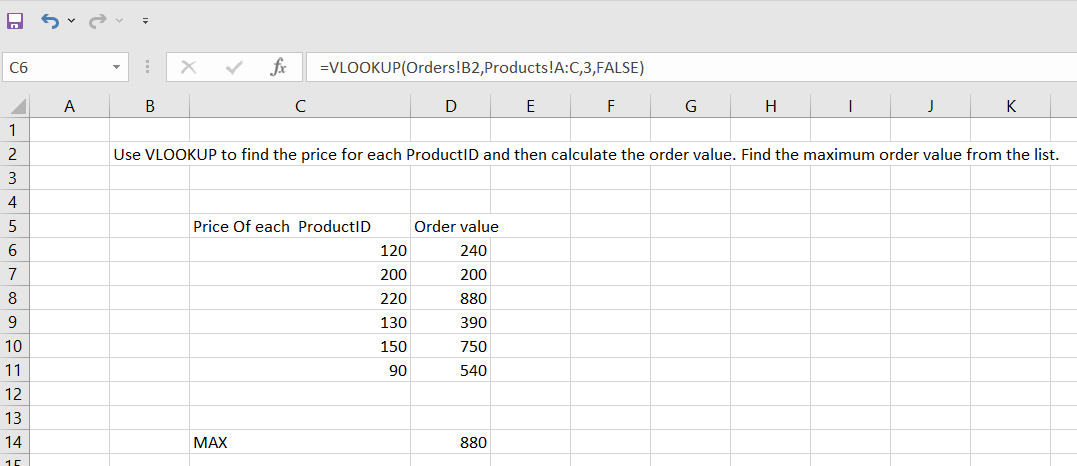 C6 fx =VLOOKUP(Orders!B2,Products!A:C,3,FALSE)
A B C D E F G H I J K
1
2 Use VLOOKUP to find the price for each ProductID and then calculate the order value. Find the maximum order value from the list.
3
4
5 Price Of each  ProductID Order value
6 120 240
7 200 200
8 220 880
9 130 390
10 150 750
11 90 540
12
13
14 MAX 880
15